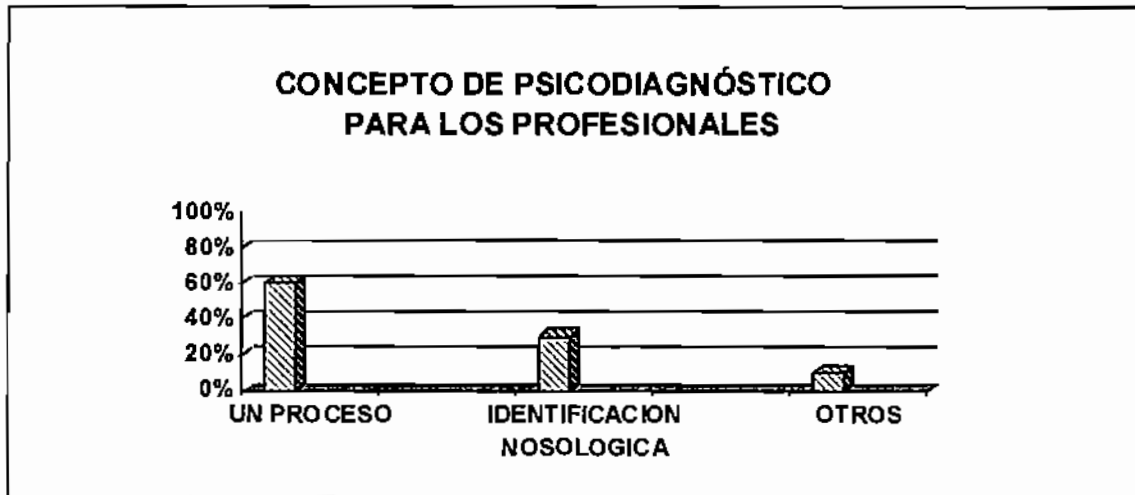 CONCEPTO DE PSICODIAGNÓSTICO
PARA LOS PROFESIONALES
100%
80%
60%
40%
20%
0%
UN PROCESO
IDENTIFICACION
NOSOLOGICA
OTROS